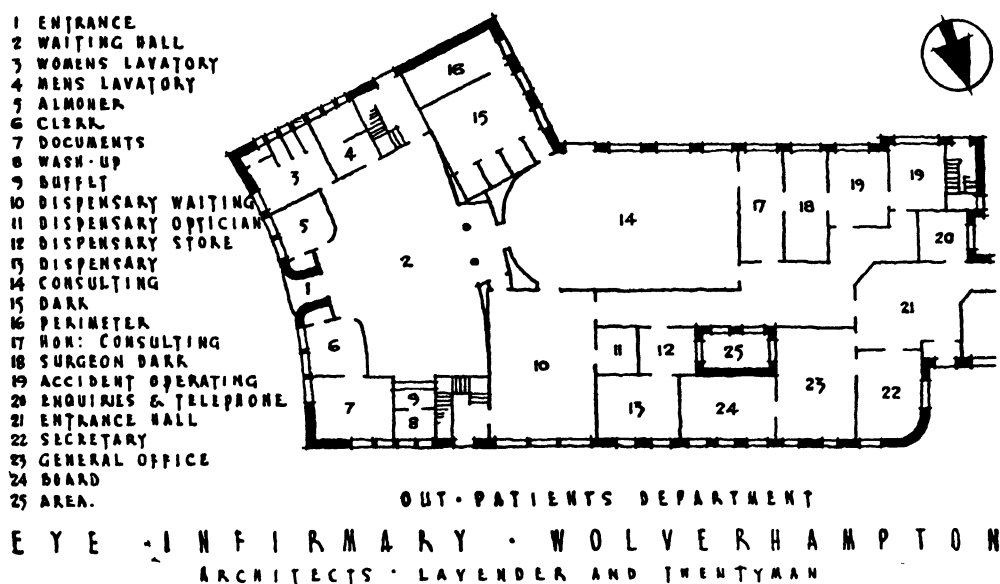 1 ENTRANCE
2 WAITING HALL
3 WOMENS LAVATORY
4 MENS LAVATORY
5 ALMONER
6 CLERK
7 DOCUMENTS
8 WASH-UP
9 BUFFET
10 DISPENSARY WAITING
11 DISPENSARY OPTICIAN
12 DISPENSARY STORE
13 DISPENSARY
14 CONSULTING
15 DARK
16 PERIMETER
17 HON: CONSULTING
18 SURGEON DARK
19 ACCIDENT OPERATING
20 ENQUIRIES & TELEPHONE
21 ENTRANCE HALL
22 SECRETARY
23 GENERAL OFFICE
24 BOARD
25 AREA.
16
15
4
3
5
2
1
6
7
9
8
14
17
18
19
19
20
21
10
11
12
25
13
24
23
22
OUT·PATIENTS DEPARTMENT
EYE·INFIRMARY·WOLVERHAMPTON
ARCHITECTS·LAVENDER AND TWENTYMAN